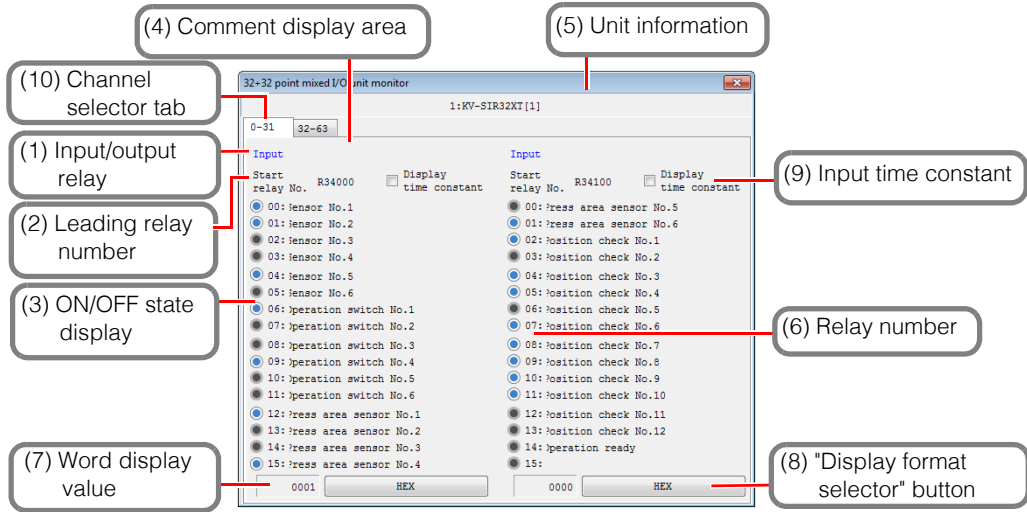 (4) Comment display area
(5) Unit information
(10) Channel
selector tab
(1) Input/output
relay
(2) Leading relay
number
(3) ON/OFF state
display
(7) Word display
value
32+32 point mixed I/O unit monitor
1:KV-SIR32XT[1]
0-31
32-63
Input
Start
relay No. R34000
Display
time constant
00: Sensor No.1
01: Sensor No.2
02: Sensor No.3
03: Sensor No.4
04: Sensor No.5
05: Sensor No.6
06: Operation switch No.1
07: Operation switch No.2
08: Operation switch No.3
09: Operation switch No.4
10: Operation switch No.5
11: Operation switch No.6
12: Press area sensor No.1
13: Press area sensor No.2
14: Press area sensor No.3
15: Press area sensor No.4
0001
HEX
Input
Start
relay No. R34100
Display
time constant
00: Press area sensor No.5
01: Press area sensor No.6
02: Position check No.1
03: Position check No.2
04: Position check No.3
05: Position check No.4
06: Position check No.5
07: Position check No.6
08: Position check No.7
09: Position check No.8
10: Position check No.9
11: Position check No.10
12: Position check No.11
13: Position check No.12
14: Operation ready
15:
0000
HEX
(9) Input time constant
(6) Relay number
(8) "Display format
selector" button